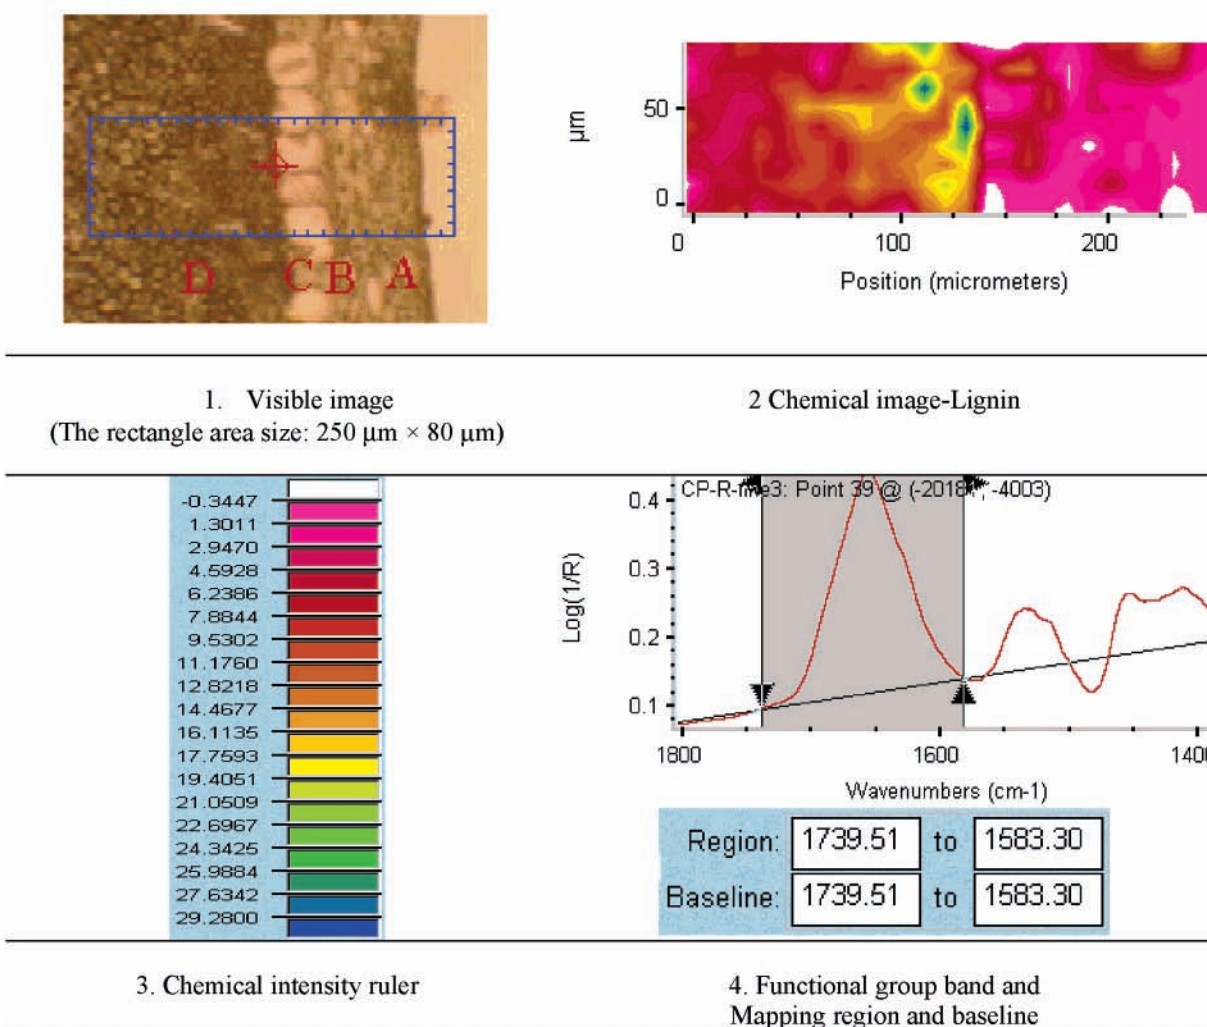 D C B A
µm
50
0
0 100 200
Position (micrometers)
1. Visible image
(The rectangle area size: 250 µm × 80 µm)
2 Chemical image-Lignin
-0.3447
1.3011
2.9470
4.5928
6.2386
7.8844
9.5302
11.1760
12.8218
14.4677
16.1135
17.7593
19.4051
21.0509
22.6967
24.3425
25.9884
27.6342
29.2800
Point 39 @
-4003)
Log(1/R)
0.4
0.3
0.2
0.1
1800 1600
Wavenumbers (cm-1)
Region: 1739.51 to 1583.30
Baseline: 1739.51 to 1583.30
3. Chemical intensity ruler
4. Functional group band and
Mapping region and baseline